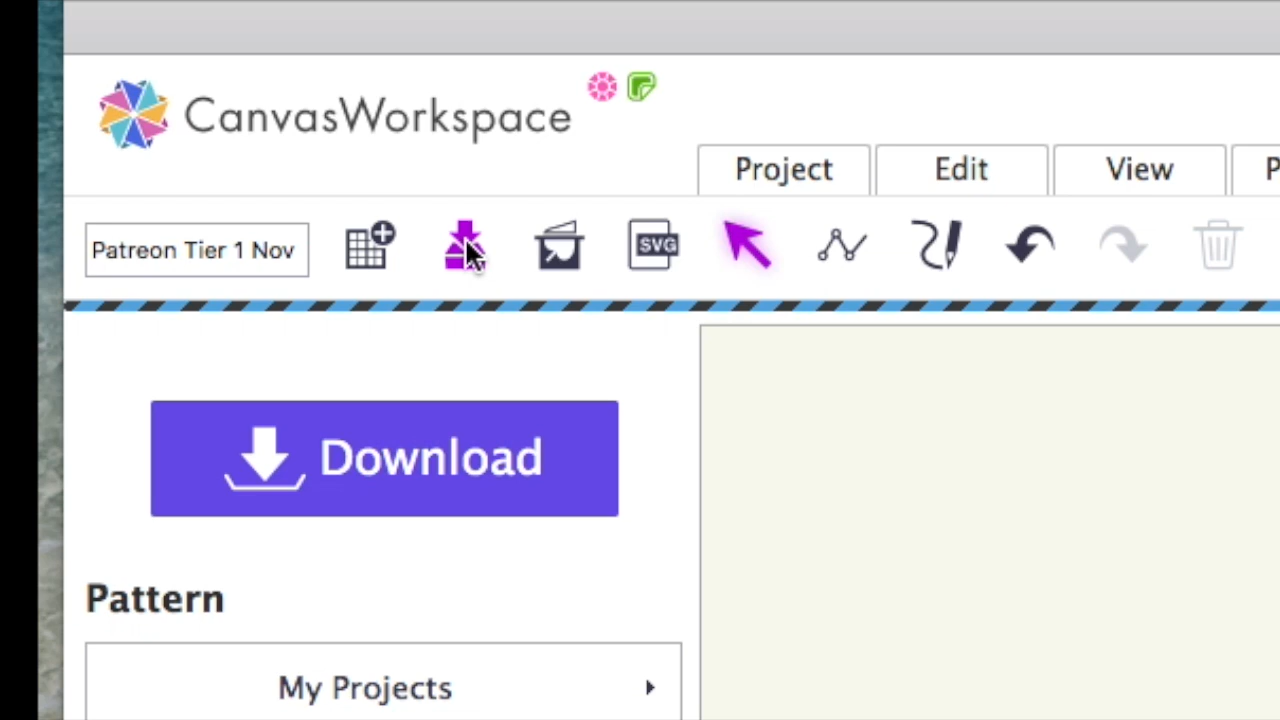 CanvasWorkspace
Project
Edit
View
P
Patreon Tier 1 Nov
SVG
Download
Pattern
My Projects